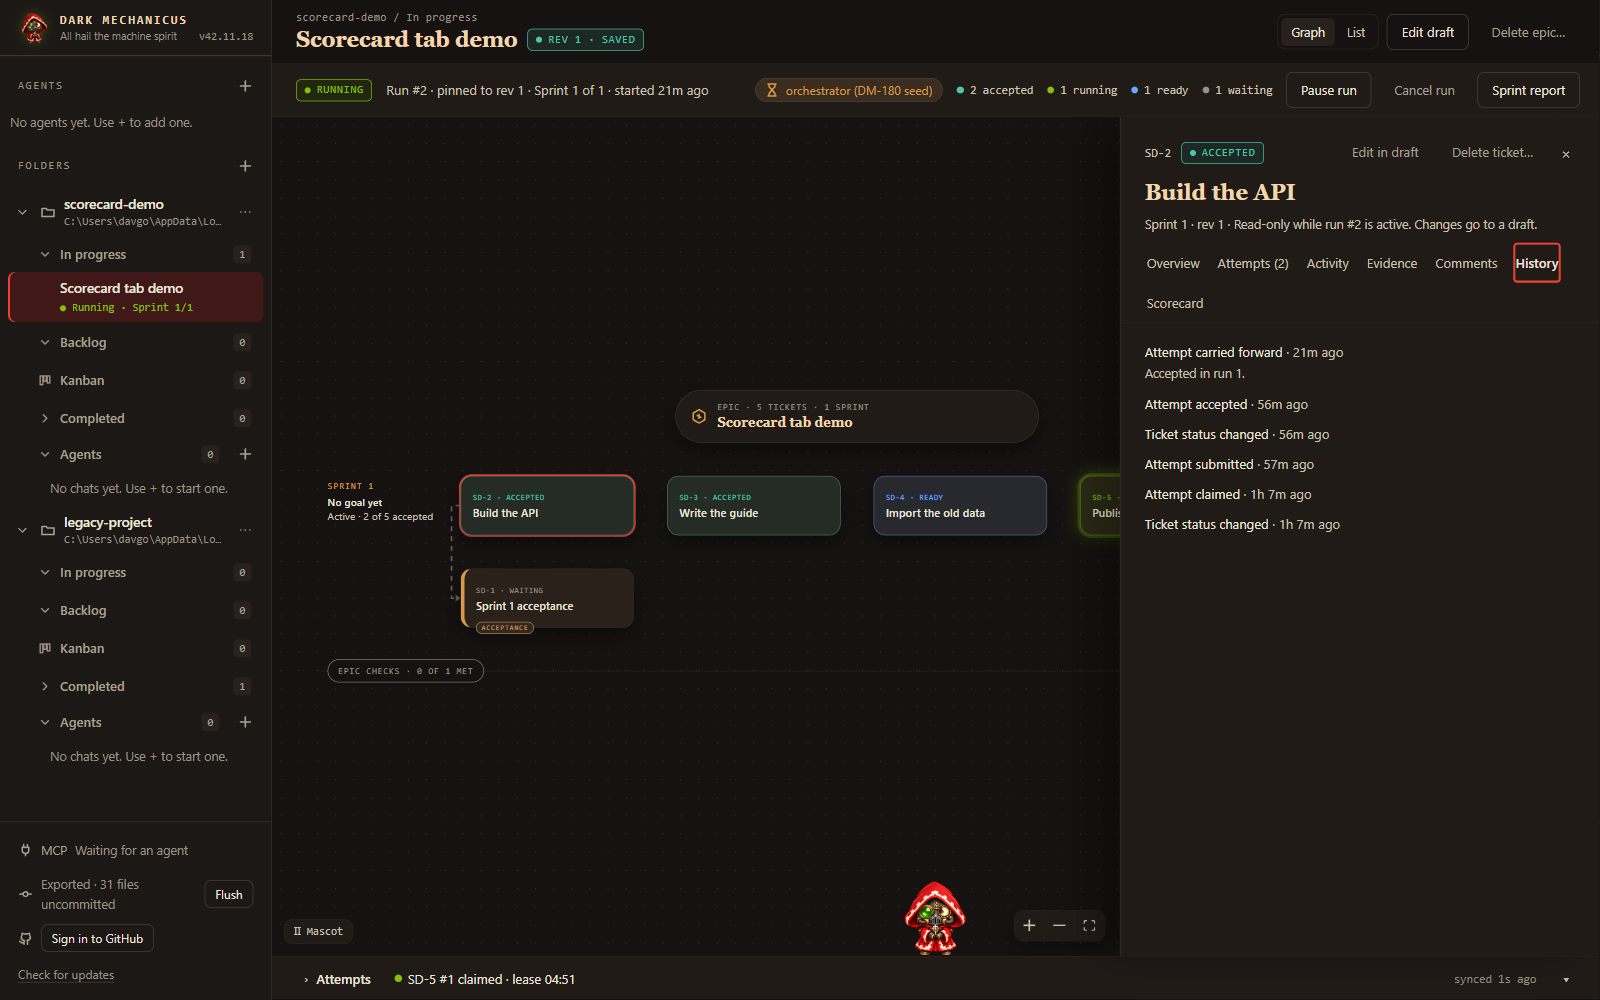 DARK MECHANICUS
All hail the machine spirit v42.11.18
AGENTS
No agents yet. Use + to add one.
FOLDERS
scorecard-demo
C:\Users\davgo\AppData\Lo…
In progress 1
Scorecard tab demo
Running · Sprint 1/1
Backlog 0
Kanban 0
Completed 0
Agents 0
No chats yet. Use + to start one.
legacy-project
C:\Users\davgo\AppData\Lo…
In progress 0
Backlog 0
Kanban 0
Completed 1
Agents 0
No chats yet. Use + to start one.
MCP Waiting for an agent
Exported · 31 files
uncommitted
Flush
Sign in to GitHub
Check for updates
scorecard-demo / In progress
Scorecard tab demo
REV 1 · SAVED
Graph List Edit draft Delete epic...
RUNNING Run #2 · pinned to rev 1 · Sprint 1 of 1 · started 21m ago
orchestrator (DM-180 seed) 2 accepted 1 running 1 ready 1 waiting
Pause run Cancel run Sprint report
EPIC · 5 TICKETS · 1 SPRINT
Scorecard tab demo
SPRINT 1
No goal yet
Active · 2 of 5 accepted
SD-2 · ACCEPTED
Build the API
SD-3 · ACCEPTED
Write the guide
SD-4 · READY
Import the old data
SD-5 ·
Publis
SD-1 · WAITING
Sprint 1 acceptance
ACCEPTANCE
EPIC CHECKS · 0 OF 1 MET
Mascot
SD-2 ACCEPTED Edit in draft Delete ticket... ×
Build the API
Sprint 1 · rev 1 · Read-only while run #2 is active. Changes go to a draft.
Overview Attempts (2) Activity Evidence Comments History
Scorecard
Attempt carried forward · 21m ago
Accepted in run 1.
Attempt accepted · 56m ago
Ticket status changed · 56m ago
Attempt submitted · 57m ago
Attempt claimed · 1h 7m ago
Ticket status changed · 1h 7m ago
Attempts SD-5 #1 claimed · lease 04:51
synced 1s ago